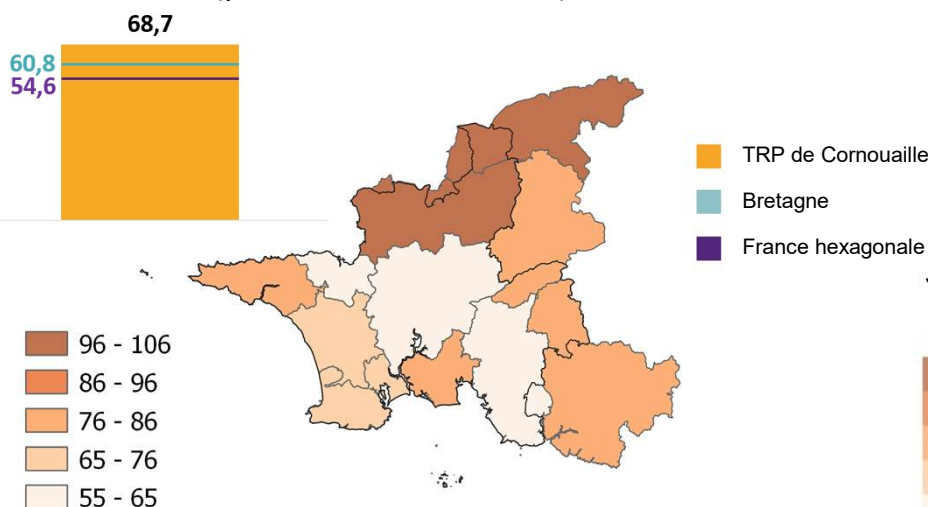 68,7
60,8
54,6
TRP de Cornouaille
Bretagne
France hexagonale
96 - 106
86 - 96
76 - 86
65 - 76
55 - 65